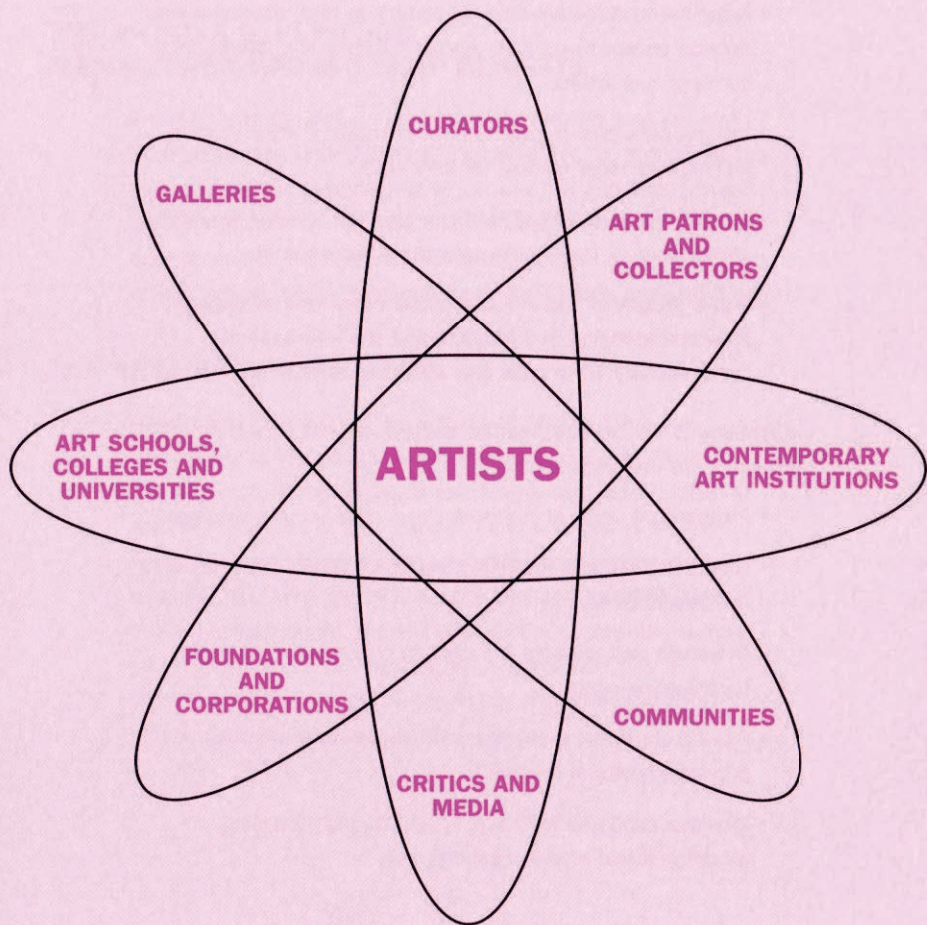 CURATORS
GALLERIES
ART PATRONS
AND
COLLECTORS
ART SCHOOLS,
COLLEGES AND
UNIVERSITIES
ARTISTS
CONTEMPORARY
ART INSTITUTIONS
FOUNDATIONS
AND
CORPORATIONS
COMMUNITIES
CRITICS AND
MEDIA